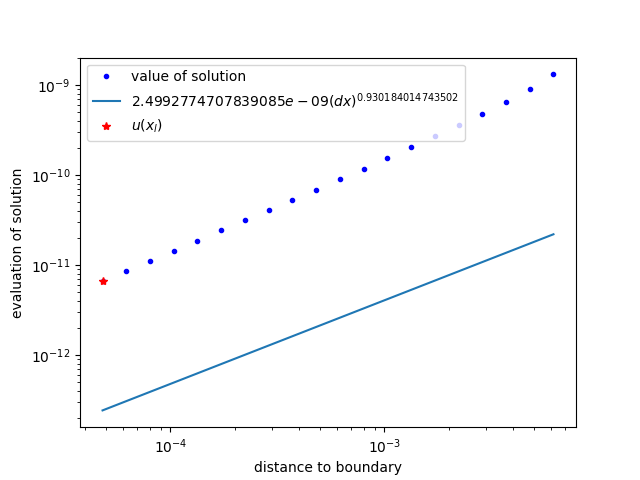 value of solution
2.4992774707839085e − 09(dx)^0.930184014743502
u(x_l)
10^−9
10^−10
10^−11
10^−12
evaluation of solution
10^−4
10^−3
distance to boundary